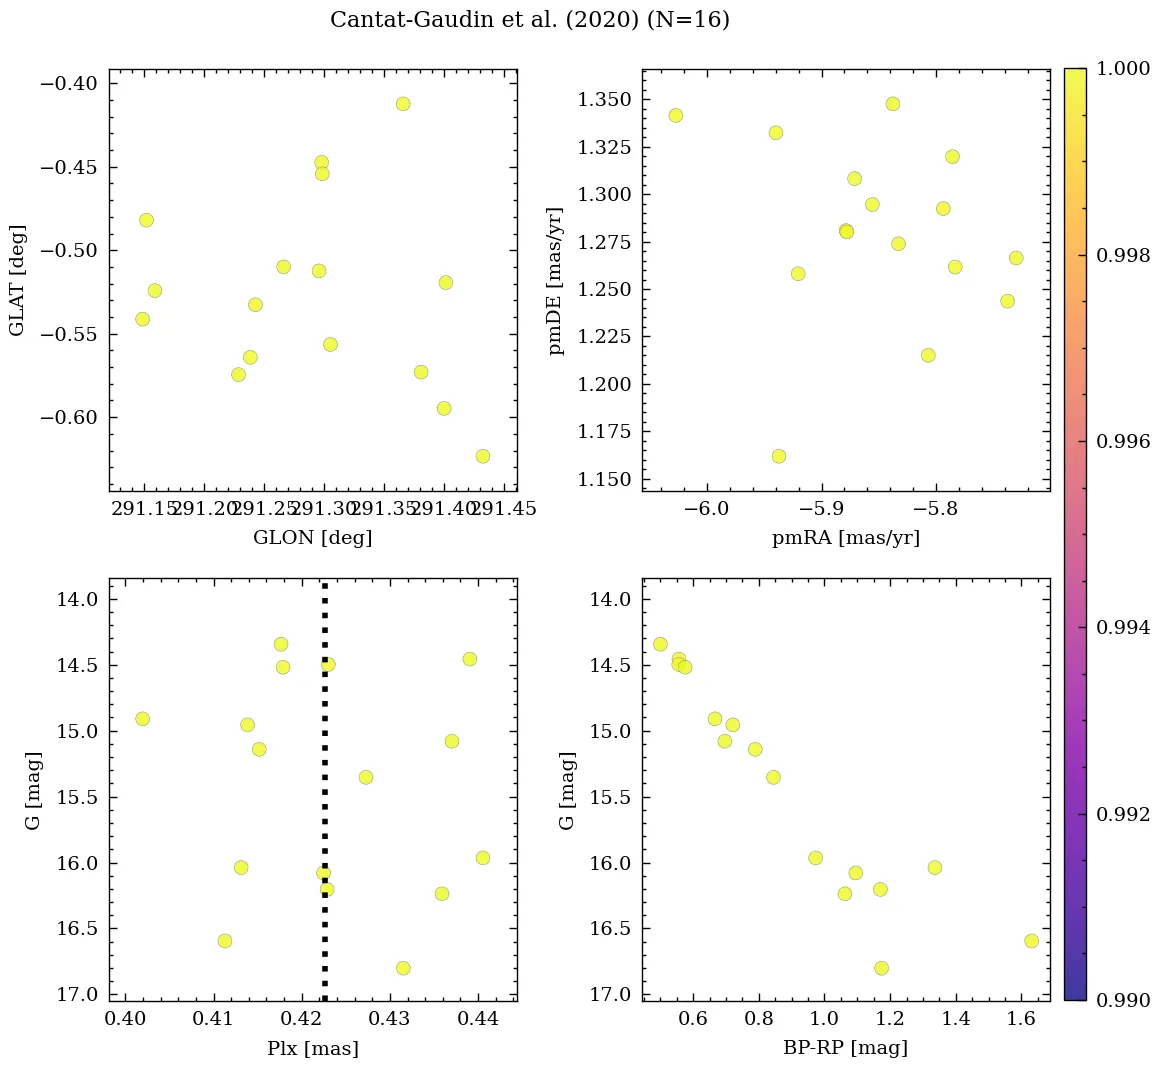 Cantat-Gaudin et al. (2020) (N=16)
−0.40
−0.45
−0.50
−0.55
−0.60
GLAT [deg]
291.15 291.20 291.25 291.30 291.35 291.40 291.45
GLON [deg]
1.350
1.325
1.300
1.275
1.250
1.225
1.200
1.175
1.150
pmDE [mas/yr]
−6.0 −5.9 −5.8
pmRA [mas/yr]
14.0
14.5
15.0
15.5
16.0
16.5
17.0
G [mag]
0.40 0.41 0.42 0.43 0.44
Plx [mas]
14.0
14.5
15.0
15.5
16.0
16.5
17.0
G [mag]
0.6 0.8 1.0 1.2 1.4 1.6
BP-RP [mag]
1.000
0.998
0.996
0.994
0.992
0.990